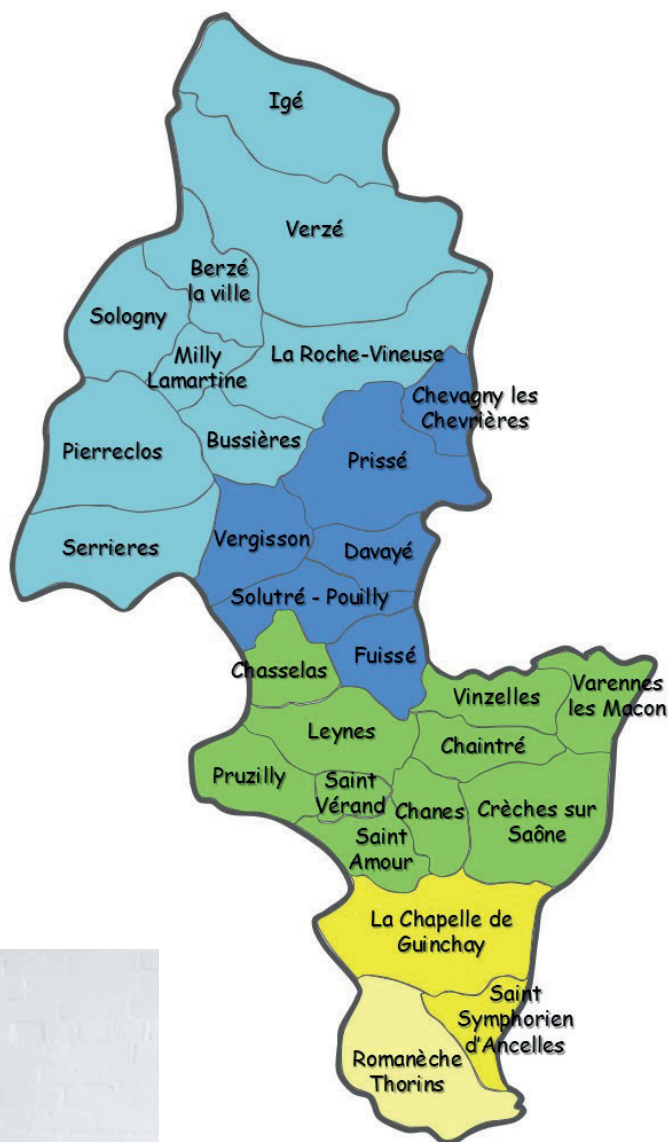 Igé
Verzé
Berzé
la ville
Sologny
Milly
Lamartine
La Roche-Vineuse
Chevagny les
Chevrières
Pierreclos
Bussières
Prissé
Serrieres
Vergisson
Davayé
Solutré - Pouilly
Chasselas
Fuissé
Vinzelles
Varennes
les Macon
Leynes
Chaintré
Pruzilly
Saint
Vérand
Chanes
Crèches sur
Saône
Saint
Amour
La Chapelle de
Guinchay
Saint
Symphorien
d'Ancelles
Romanèche
Thorins